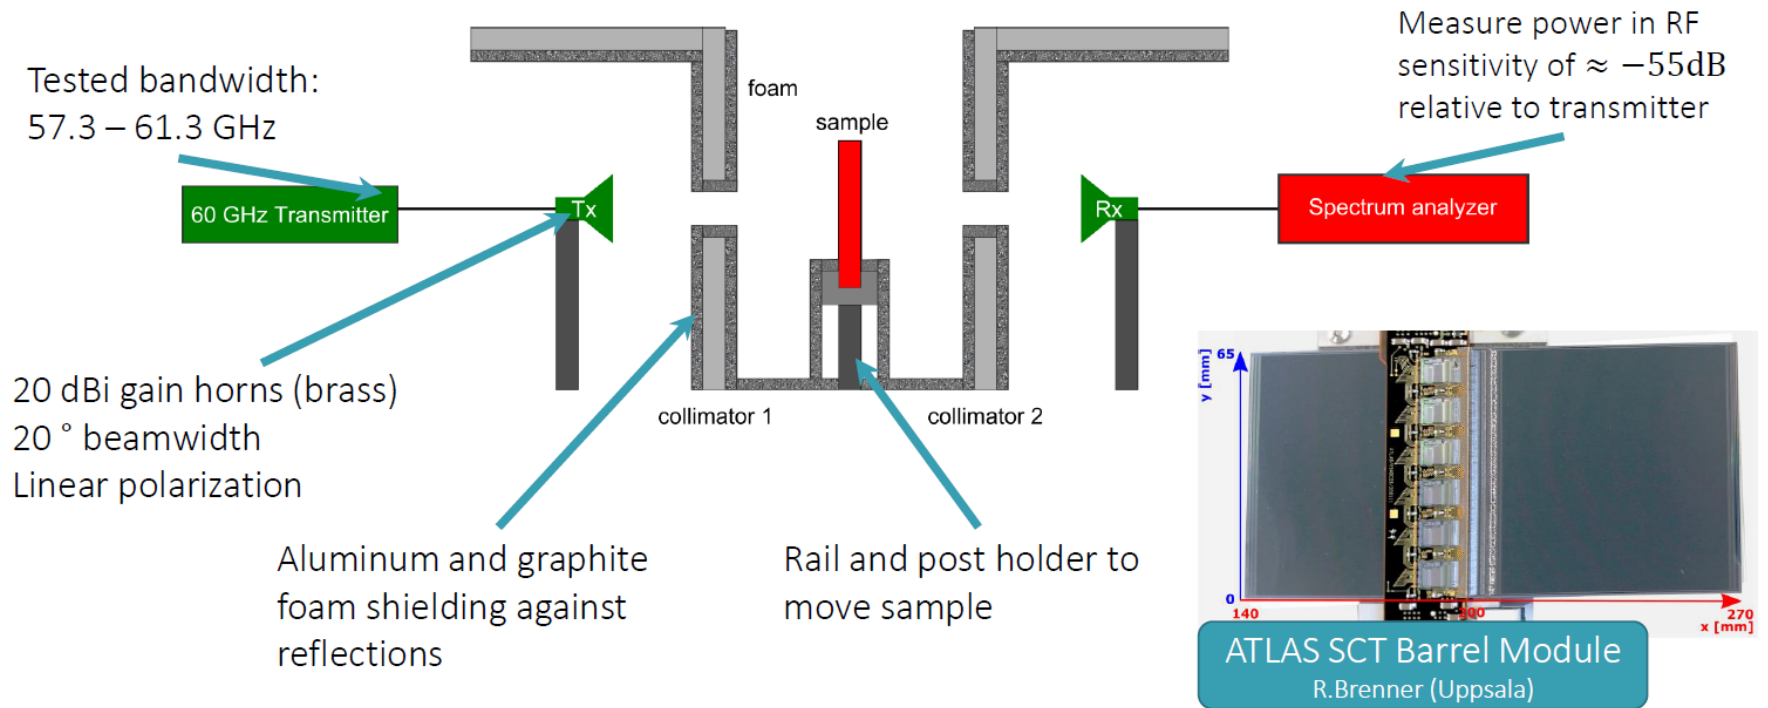 Tested bandwidth:
57.3 – 61.3 GHz
foam
sample
Measure power in RF
sensitivity of ≈ −55dB
relative to transmitter
60 GHz Transmitter
Tx
Rx
Spectrum analyzer
20 dBi gain horns (brass)
20 ° beamwidth
Linear polarization
collimator 1
collimator 2
Aluminum and graphite
foam shielding against
reflections
Rail and post holder to
move sample
65
y [mm]
0
140
270
x [mm]
ATLAS SCT Barrel Module
R.Brenner (Uppsala)